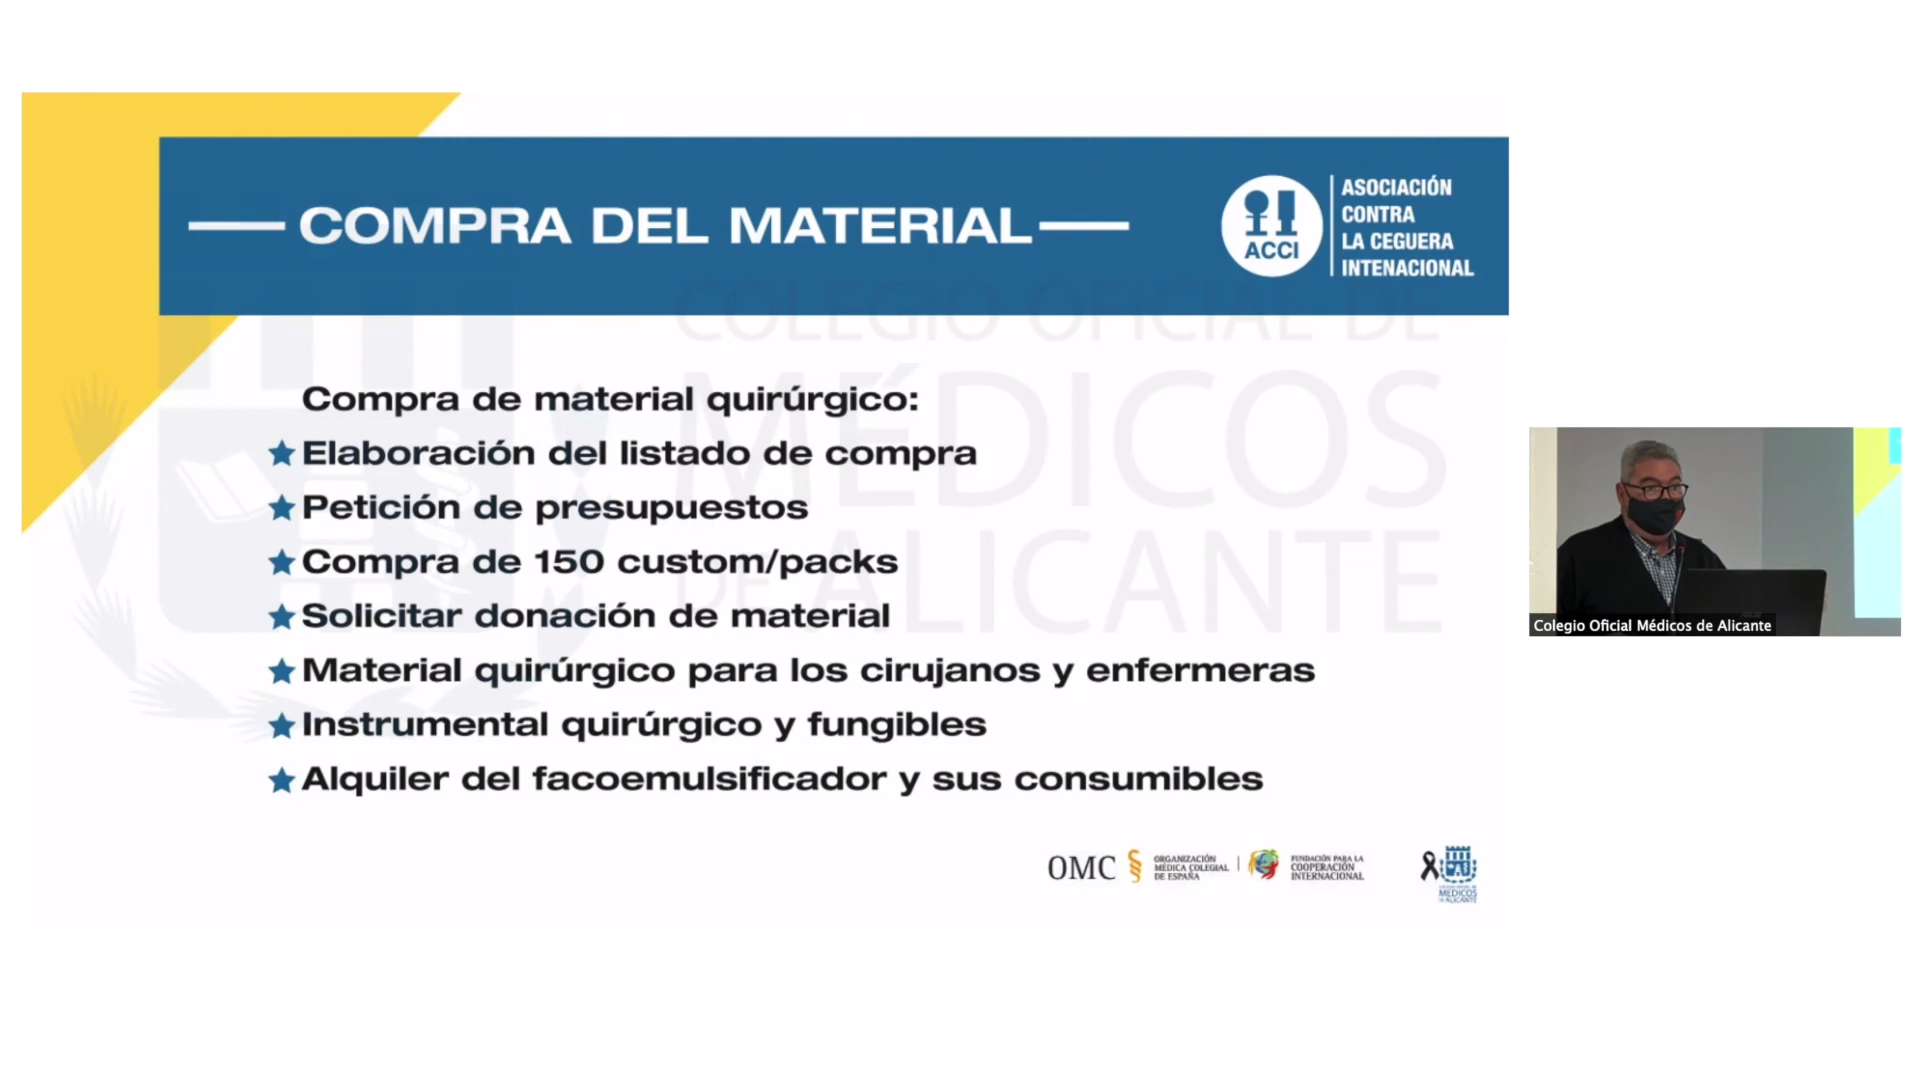 COMPRA DEL MATERIAL
ACCI
ASOCIACIÓN
CONTRA
LA CEGUERA
INTENACIONAL
COLEGIO OFICIAL DE
MÉDICOS
DE ALICANTE
Compra de material quirúrgico:
Elaboración del listado de compra
Petición de presupuestos
Compra de 150 custom/packs
Solicitar donación de material
Material quirúrgico para los cirujanos y enfermeras
Instrumental quirúrgico y fungibles
Alquiler del facoemulsificador y sus consumibles
OMC
ORGANIZACIÓN
MÉDICA COLEGIAL
DE ESPAÑA
FUNDACIÓN PARA LA
COOPERACIÓN
INTERNACIONAL
COLEGIO OFICIAL DE
MÉDICOS
DE ALICANTE
Colegio Oficial Médicos de Alicante